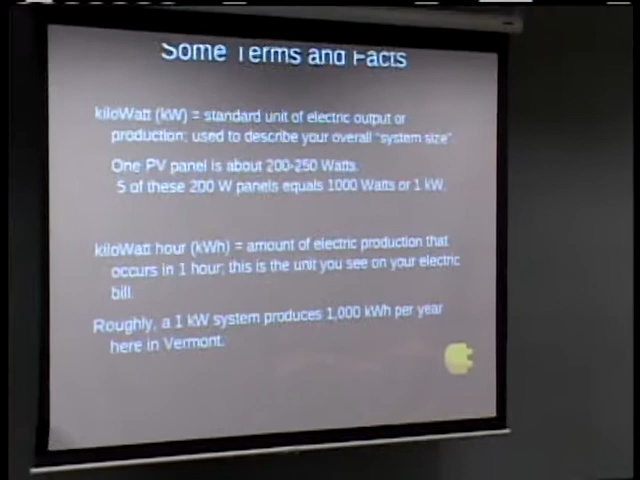 Some Terms and Facts
kiloWatt (kW) = standard unit of electric output or
production; used to describe your overall "system size"
One PV panel is about 200-250 Watts.
5 of these 200 W panels equals 1000 Watts or 1 kW.
kiloWatt hour (kWh) = amount of electric production that
occurs in 1 hour; this is the unit you see on your electric
bill.
Roughly, a 1 kW system produces 1,000 kWh per year
here in Vermont.